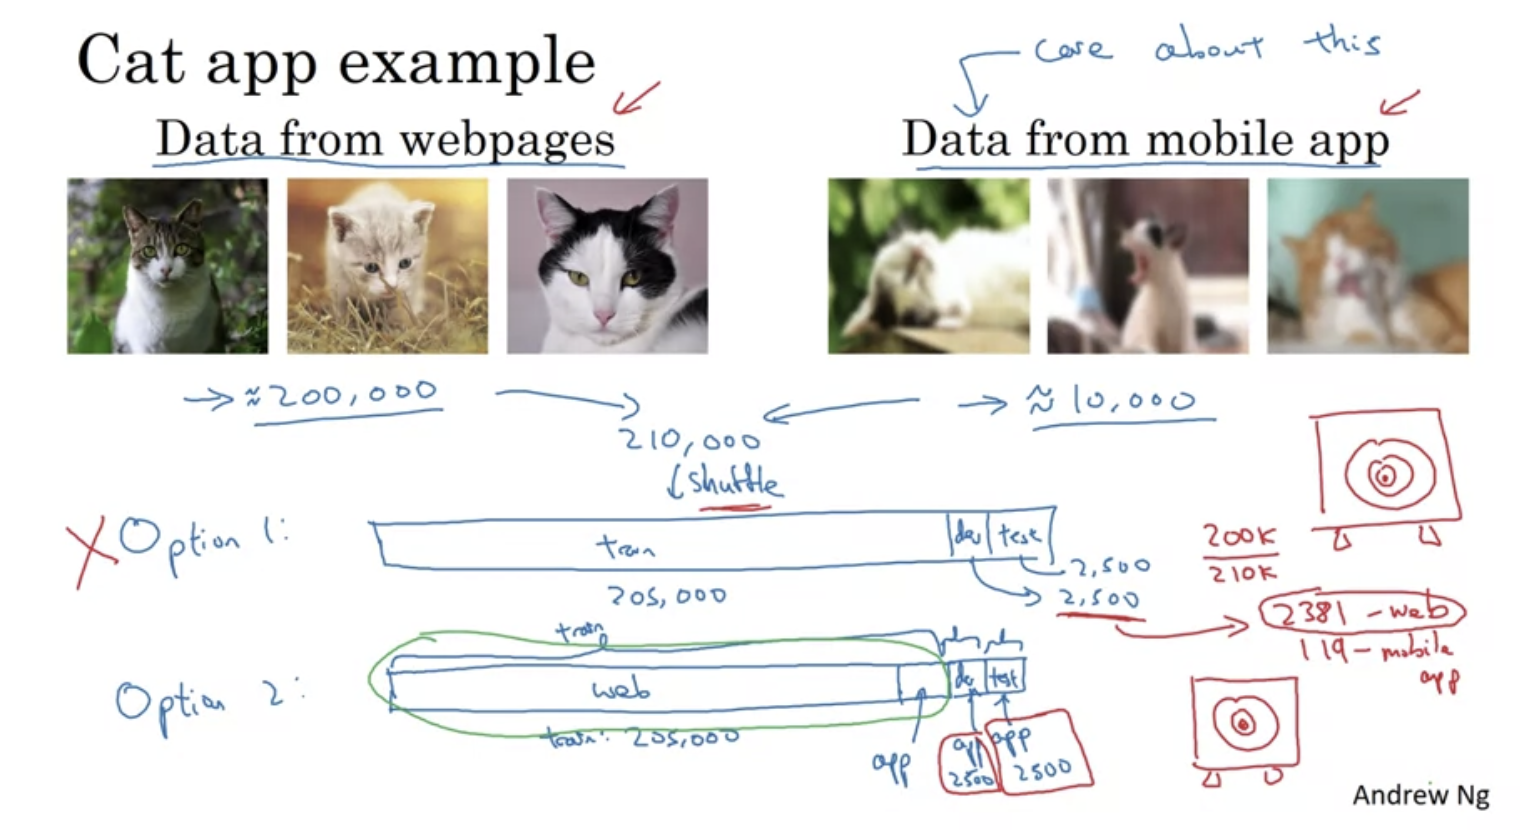 Cat app example
care about this
Data from webpages
Data from mobile app
≈200,000
≈10,000
210,000
shuffle
X Option 1:
train
dev
test
205,000
2,500
2,500
200K
210K
2381 - web
119 - mobile
app
train
Option 2:
web
dev
test
train: 205,000
app
app
2500
app
2500
Andrew Ng